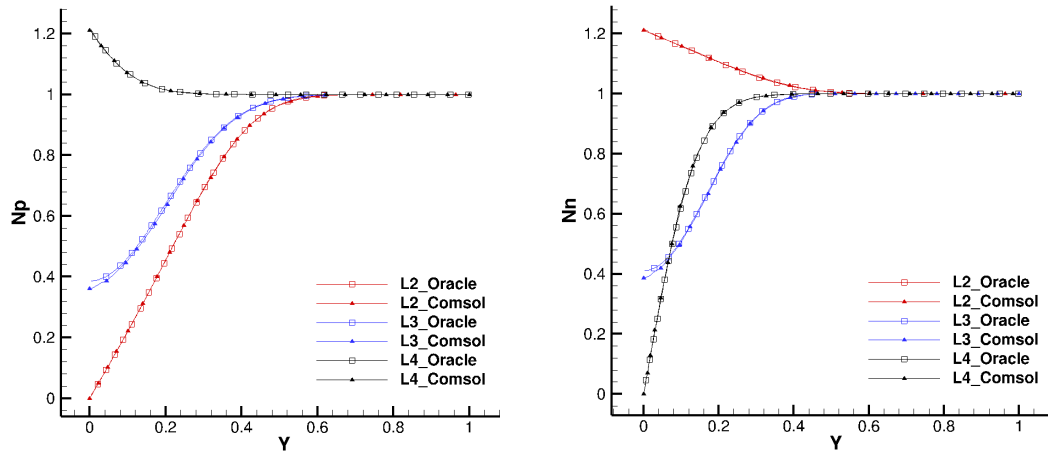 1.2
1
0.8
0.6
0.4
0.2
0
Np
0 0.2 0.4 0.6 0.8 1
Y
L2_Oracle
L2_Comsol
L3_Oracle
L3_Comsol
L4_Oracle
L4_Comsol
1.2
1
0.8
0.6
0.4
0.2
0
Nn
0 0.2 0.4 0.6 0.8 1
Y
L2_Oracle
L2_Comsol
L3_Oracle
L3_Comsol
L4_Oracle
L4_Comsol